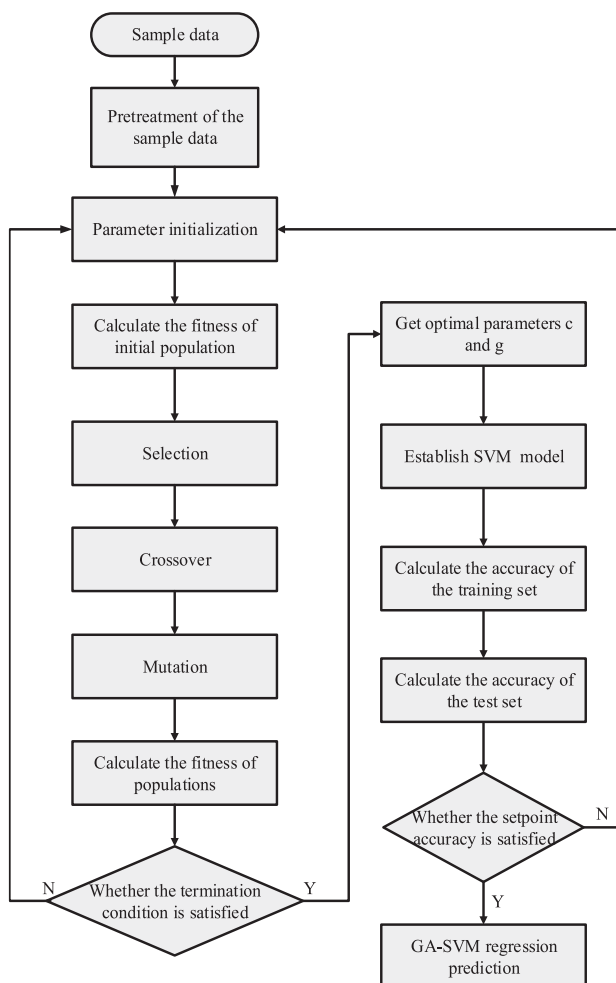 Sample data
Pretreatment of the
sample data
Parameter initialization
Calculate the fitness of
initial population
Selection
Crossover
Mutation
Calculate the fitness of
populations
Whether the termination
condition is satisfied
N
Y
Get optimal parameters c
and g
Establish SVM model
Calculate the accuracy of
the training set
Calculate the accuracy of
the test set
Whether the setpoint
accuracy is satisfied
N
Y
GA-SVM regression
prediction